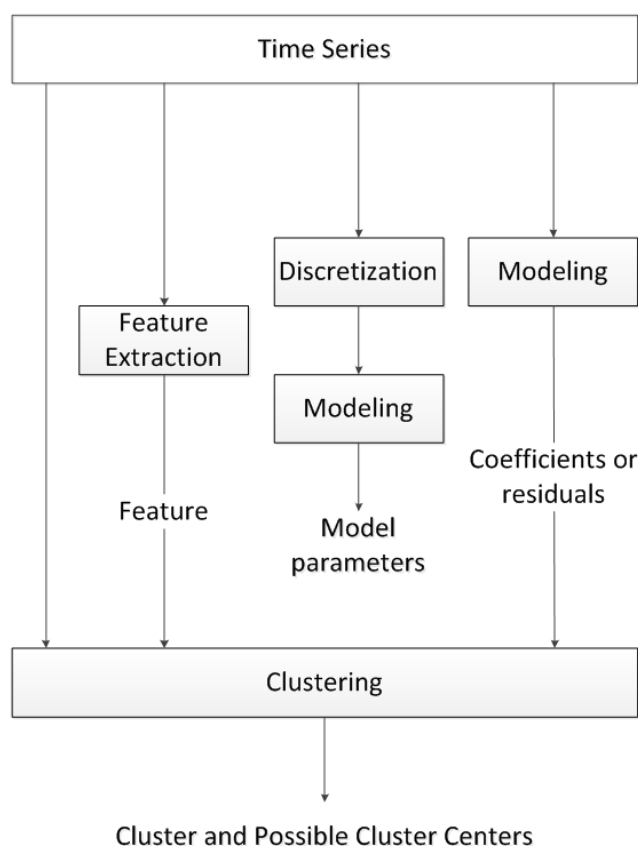 Time Series
Discretization
Modeling
Feature
Extraction
Modeling
Coefficients or
residuals
Feature
Model
parameters
Clustering
Cluster and Possible Cluster Centers